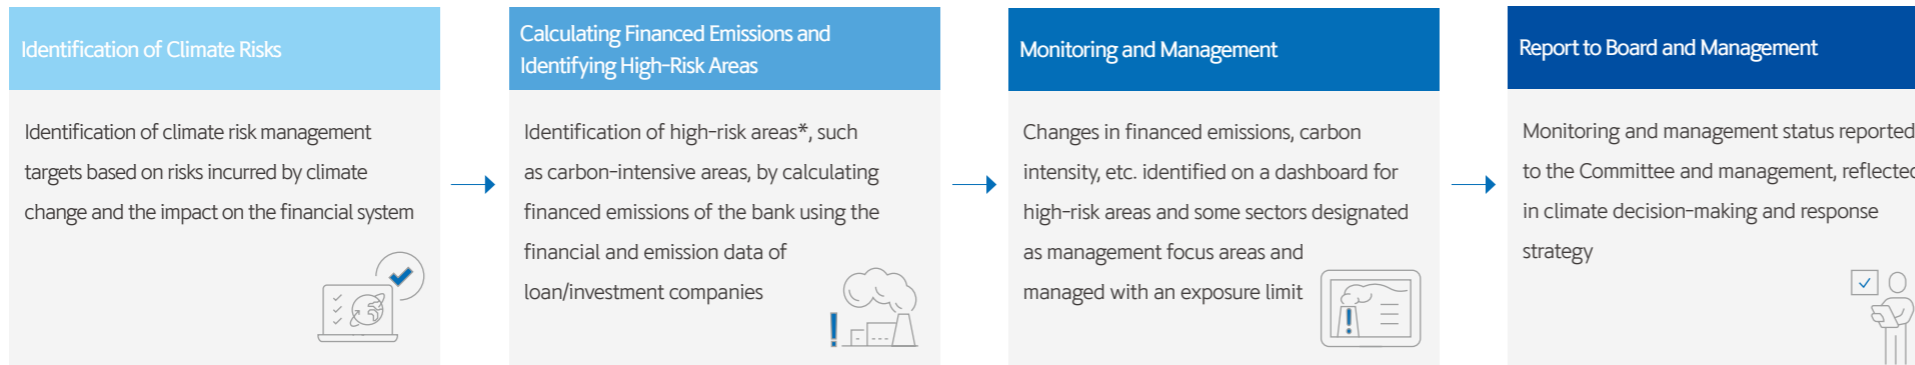 Identification of Climate Risks
Identification of climate risk management
targets based on risks incurred by climate
change and the impact on the financial system
Calculating Financed Emissions and
Identifying High-Risk Areas
Identification of high-risk areas*, such
as carbon-intensive areas, by calculating
financed emissions of the bank using the
financial and emission data of
loan/investment companies
Monitoring and Management
Changes in financed emissions, carbon
intensity, etc. identified on a dashboard for
high-risk areas and some sectors designated
as management focus areas and
managed with an exposure limit
Report to Board and Management
Monitoring and management status reported
to the Committee and management, reflected
in climate decision-making and response
strategy